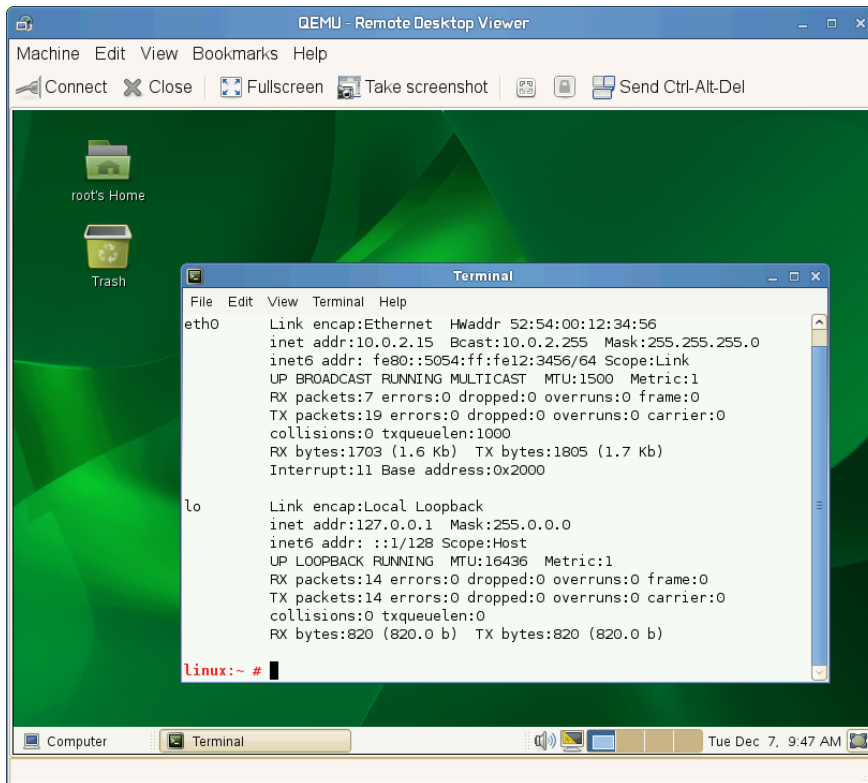 QEMU - Remote Desktop Viewer
Machine Edit View Bookmarks Help
Connect Close Fullscreen Take screenshot Send Ctrl-Alt-Del
root's Home
Trash
Terminal
File Edit View Terminal Help
eth0 Link encap:Ethernet HWaddr 52:54:00:12:34:56
inet addr:10.0.2.15 Bcast:10.0.2.255 Mask:255.255.255.0
inet6 addr: fe80::5054:ff:fe12:3456/64 Scope:Link
UP BROADCAST RUNNING MULTICAST MTU:1500 Metric:1
RX packets:7 errors:0 dropped:0 overruns:0 frame:0
TX packets:19 errors:0 dropped:0 overruns:0 carrier:0
collisions:0 txqueuelen:1000
RX bytes:1703 (1.6 Kb) TX bytes:1805 (1.7 Kb)
Interrupt:11 Base address:0x2000
lo Link encap:Local Loopback
inet addr:127.0.0.1 Mask:255.0.0.0
inet6 addr: ::1/128 Scope:Host
UP LOOPBACK RUNNING MTU:16436 Metric:1
RX packets:14 errors:0 dropped:0 overruns:0 frame:0
TX packets:14 errors:0 dropped:0 overruns:0 carrier:0
collisions:0 txqueuelen:0
RX bytes:820 (820.0 b) TX bytes:820 (820.0 b)
linux:~ #
Computer Terminal Tue Dec 7, 9:47 AM